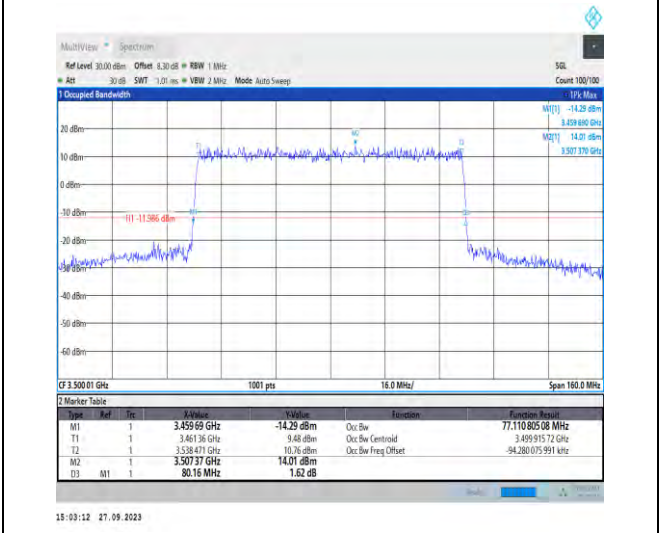 MultiView Spectrum
Ref Level 30.00 dBm Offset 8.30 dB RBW 1 MHz SGL
Att 30 dB SWT 1.01 ms VBW 2 MHz Mode Auto Sweep Count 100/100
1 Occupied Bandwidth 1Pk Max
M1[1] -14.29 dBm
3.459 690 GHz
M2[1] 14.01 dBm
3.507 370 GHz
20 dBm
M2
T1
10 dBm
0 dBm
-10 dBm
H1 -11.986 dBm
-20 dBm
-30 dBm
-40 dBm
-50 dBm
-60 dBm
CF 3.500 01 GHz 1001 pts 16.0 MHz/ Span 160.0 MHz
2 Marker Table
Type Ref Trc X-Value Y-Value Function Function Result
M1 1 3.459 69 GHz -14.29 dBm Occ Bw 77.110 805 08 MHz
T1 1 3.461 36 GHz 9.48 dBm Occ Bw Centroid 3.499 915 72 GHz
T2 1 3.538 471 GHz 10.76 dBm Occ Bw Freq Offset -94.280 075 991 kHz
M2 1 3.507 37 GHz 14.01 dBm
D3 M1 1 80.16 MHz 1.62 dB
15:03:12 27.09.2023